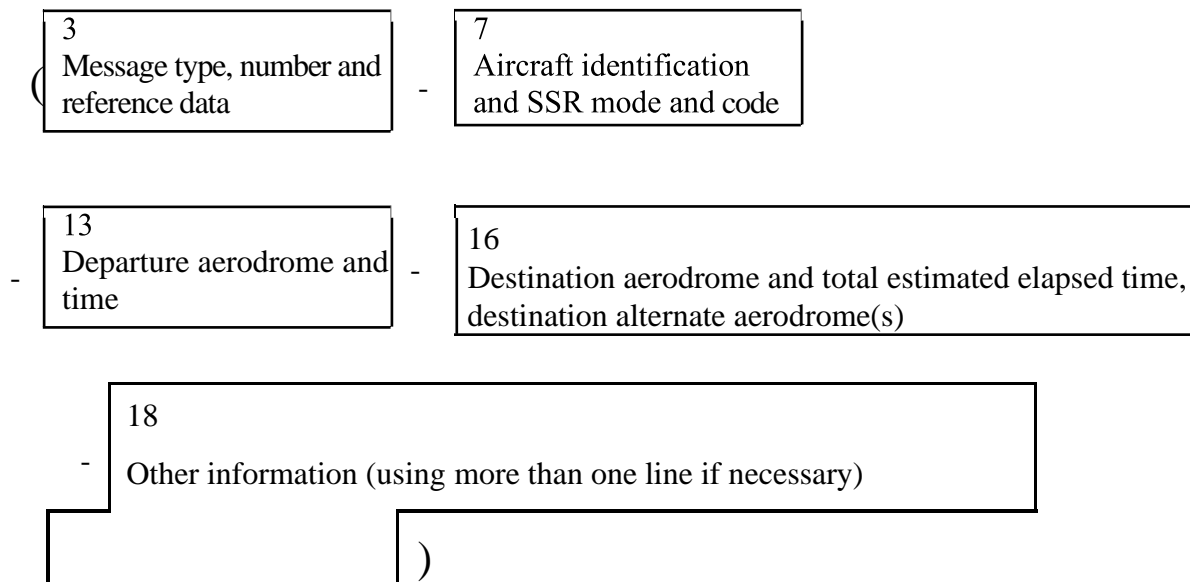 3
Message type, number and
reference data
(
-
7
Aircraft identification
and SSR mode and code
-
13
Departure aerodrome and
time
-
16
Destination aerodrome and total estimated elapsed time,
destination alternate aerodrome(s)
-
18
Other information (using more than one line if necessary)
)